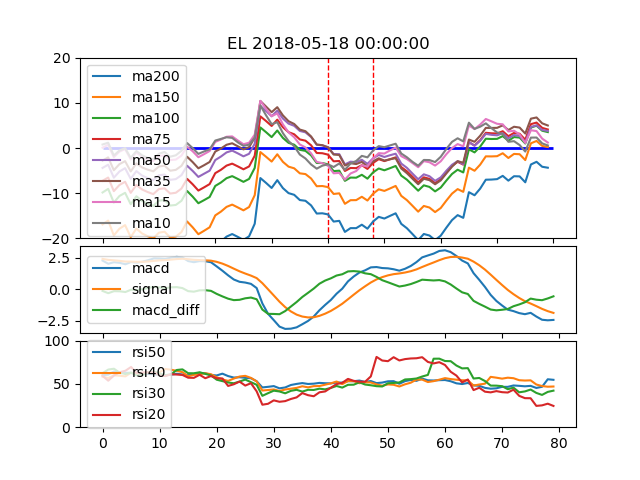 EL 2018-05-18 00:00:00
20
10
0
−10
−20
ma200
ma150
ma100
ma75
ma50
ma35
ma15
ma10
2.5
0.0
−2.5
macd
signal
macd_diff
100
50
0
rsi50
rsi40
rsi30
rsi20
0 10 20 30 40 50 60 70 80